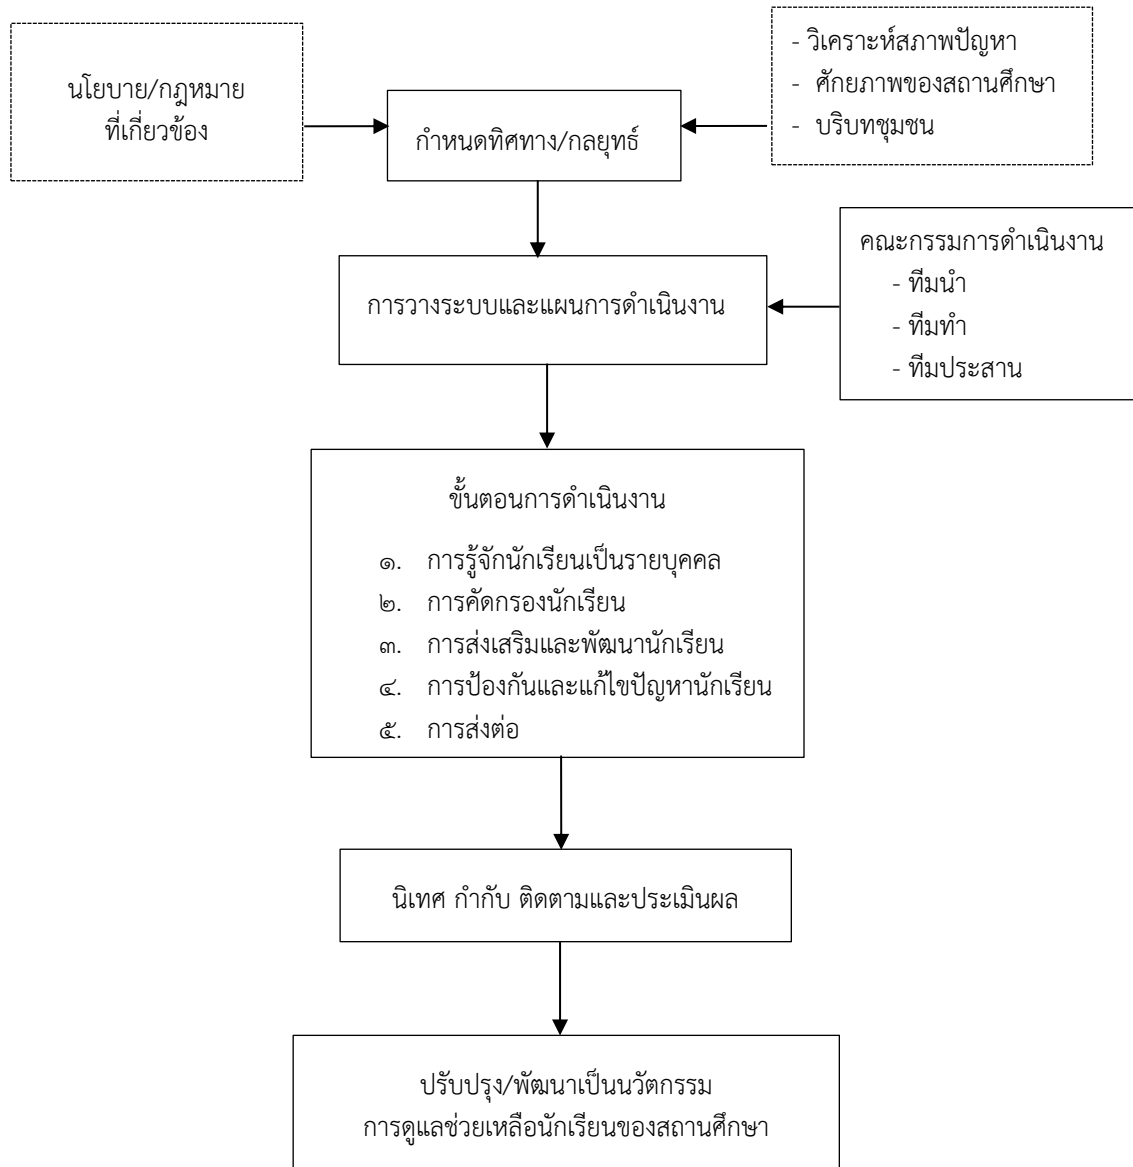 นโยบาย/กฎหมาย
ที่เกี่ยวข้อง
- วิเคราะห์สภาพปัญหา
- ศักยภาพของสถานศึกษา
- บริบทชุมชน
กำหนดทิศทาง/กลยุทธ์
การวางระบบและแผนการดำเนินงาน
คณะกรรมการดำเนินงาน
- ทีมนำ
- ทีมทำ
- ทีมประสาน
ขั้นตอนการดำเนินงาน
๑. การรู้จักนักเรียนเป็นรายบุคคล
๒. การคัดกรองนักเรียน
๓. การส่งเสริมและพัฒนานักเรียน
๔. การป้องกันและแก้ไขปัญหานักเรียน
๕. การส่งต่อ
นิเทศ กำกับ ติดตามและประเมินผล
ปรับปรุง/พัฒนาเป็นนวัตกรรม
การดูแลช่วยเหลือนักเรียนของสถานศึกษา